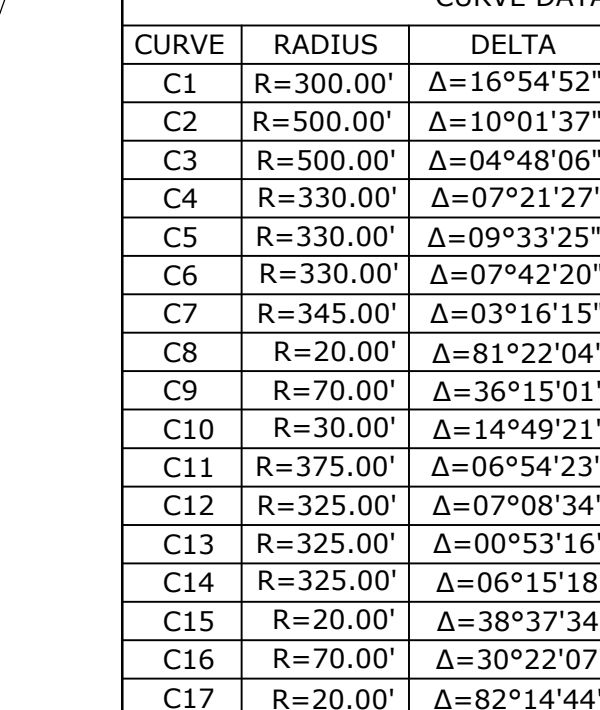 CURVE DATA
CURVE RADIUS DELTA
C1 R=300.00' Δ=16°54'52"
C2 R=500.00' Δ=10°01'37"
C3 R=500.00' Δ=04°48'06"
C4 R=330.00' Δ=07°21'27'
C5 R=330.00' Δ=09°33'25"
C6 R=330.00' Δ=07°42'20"
C7 R=345.00' Δ=03°16'15"
C8 R=20.00' Δ=81°22'04'
C9 R=70.00' Δ=36°15'01'
C10 R=30.00' Δ=14°49'21'
C11 R=375.00' Δ=06°54'23'
C12 R=325.00' Δ=07°08'34'
C13 R=325.00' Δ=00°53'16'
C14 R=325.00' Δ=06°15'18
C15 R=20.00' Δ=38°37'34
C16 R=70.00' Δ=30°22'07
C17 R=20.00' Δ=82°14'44'